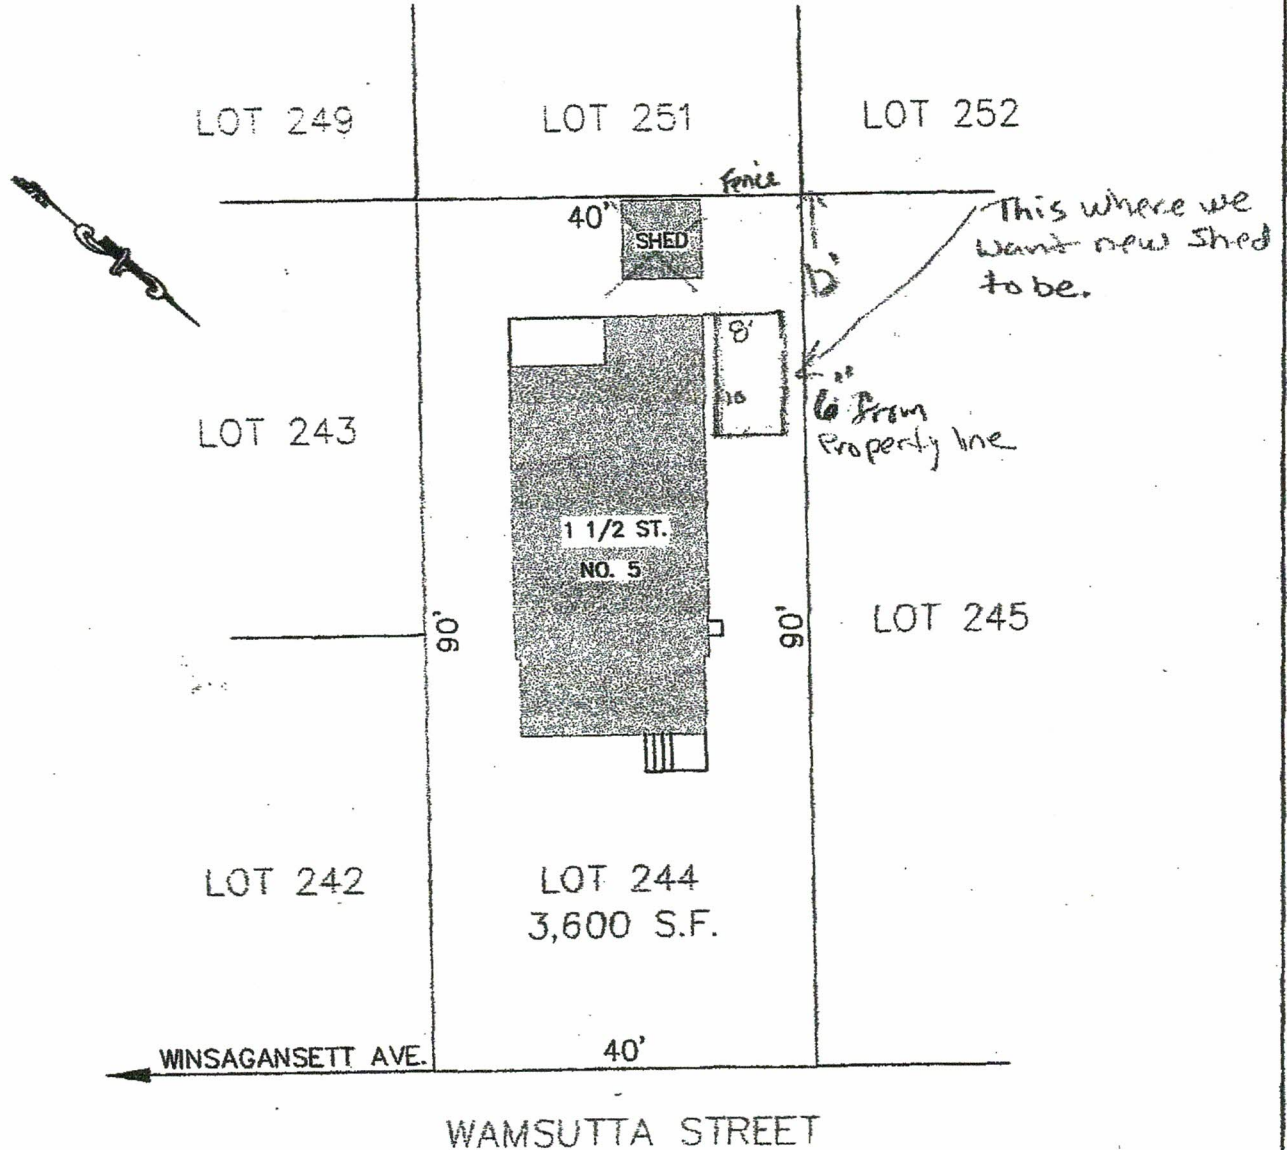 LOT 249
LOT 251
LOT 252
Fence
40'
SHED
This where we
want new Shed
to be.
8'
10
6" From
Property line
LOT 243
1 1/2 ST.
NO. 5
90'
90'
LOT 245
LOT 242
LOT 244
3,600 S.F.
WINSAGANSETT AVE.
40'
WAMSUTTA STREET